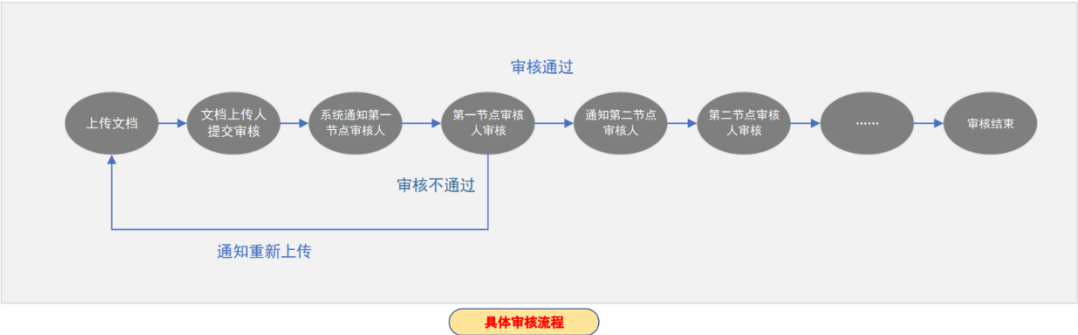 审核通过
上传文档
文档上传人
提交审核
系统通知第一
节点审核人
第一节点审核
人审核
通知第二节点
审核人
第二节点审核
人审核
……
审核结束
审核不通过
通知重新上传
具体审核流程